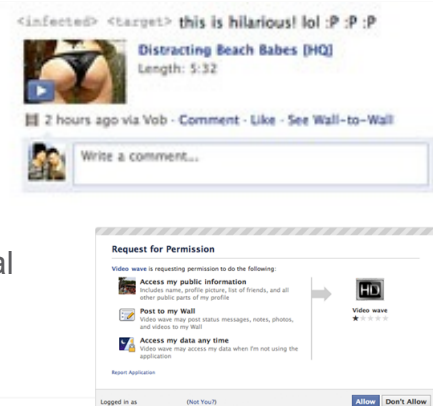 <infected> <target> this is hilarious! lol :P :P :P
Distracting Beach Babes [HQ]
Length: 5:32
2 hours ago via Vob · Comment · Like · See Wall-to-Wall
Write a comment...
al
Request for Permission
Video wave is requesting permission to do the following:
Access my public information
Includes name, profile picture, list of friends, and all
other public parts of my profile
HD
Video wave
Post to my Wall
Video wave may post status messages, notes, photos,
and videos to my Wall
Access my data any time
Video wave may access my data when I'm not using the
application
Report Application
Logged in as (Not You?) Allow Don't Allow